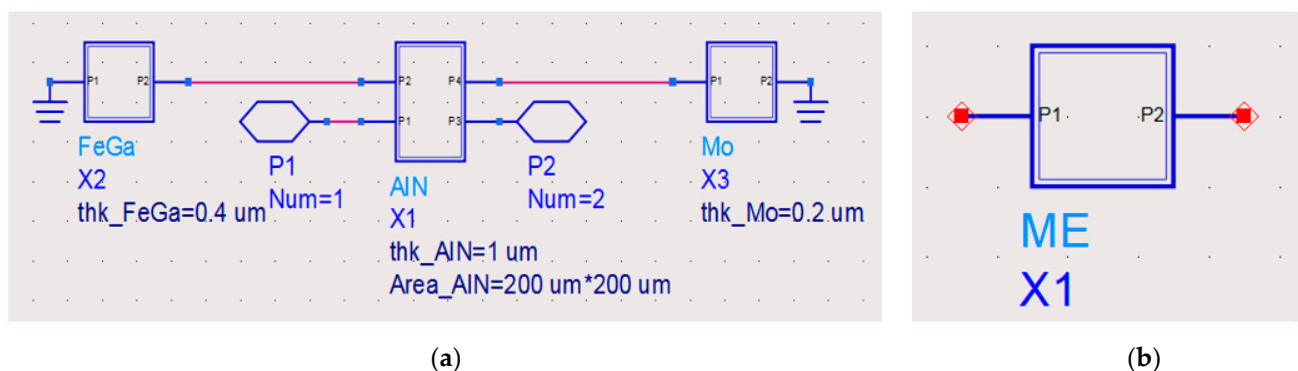 P1 P2
FeGa
X2
thk_FeGa=0.4 um
P1
Num=1
P2 P4
P1 P3
AlN
X1
thk_AlN=1 um
Area_AlN=200 um*200 um
P2
Num=2
P1 P2
Mo
X3
thk_Mo=0.2 um
(a)
P1 P2
ME
X1
(b)